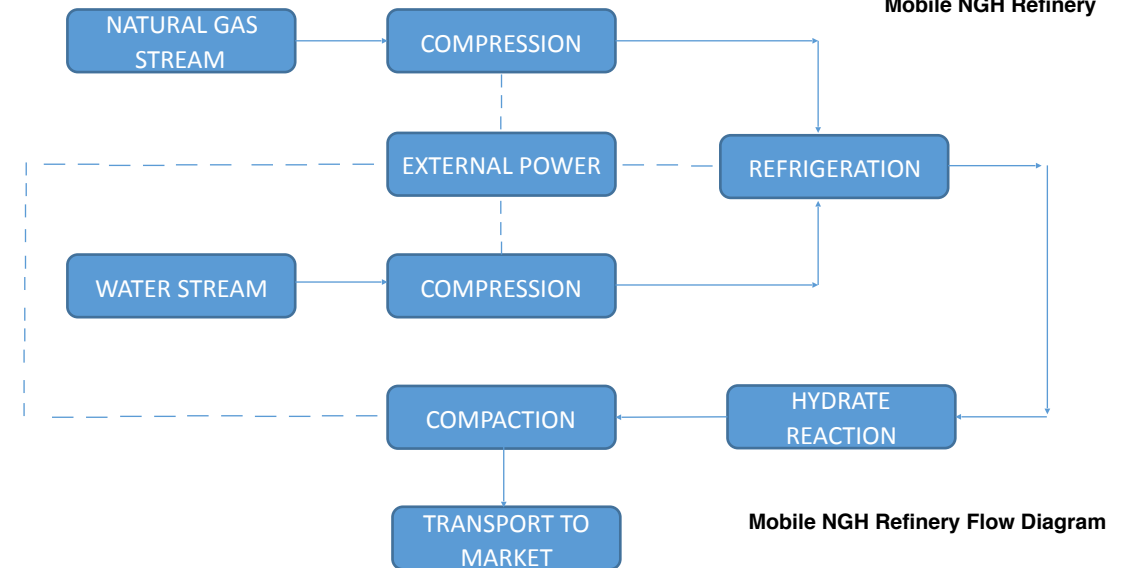 Mobile NGH Refinery
NATURAL GAS
STREAM
COMPRESSION
EXTERNAL POWER
REFRIGERATION
WATER STREAM
COMPRESSION
COMPACTION
HYDRATE
REACTION
TRANSPORT TO
MARKET
Mobile NGH Refinery Flow Diagram